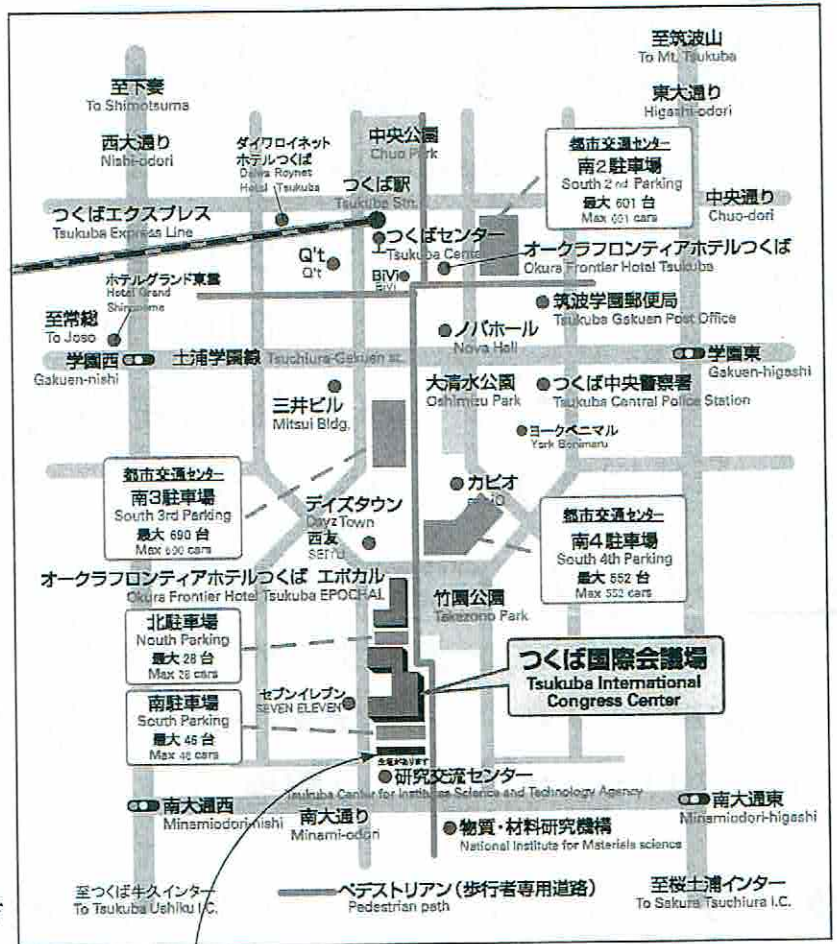 至筑波山
To Mt. Tsukuba
至下妻
To Shimotsuma
東大通り
Higashi-odori
西大通り
Nishi-odori
ダイワロイネット
ホテルつくば
Daiwa Roynet
Hotel Tsukuba
中央公園
Chuo Park
都市交通センター
南2駐車場
South 2nd Parking
最大 601 台
Max 601 cars
つくば駅
Tsukuba Stn.
中央通り
Chuo-dori
つくばエクスプレス
Tsukuba Express Line
つくばセンター
Tsukuba Center
Q't
Q't
BiVi
BiVi
オークラフロンティアホテルつくば
Okura Frontier Hotel Tsukuba
ホテルグランド東雲
Hotel Grand
Shinonome
筑波学園郵便局
Tsukuba Gakuen Post Office
至常総
To Joso
ノバホール
Nova Hall
学園西
Gakuen-nishi
土浦学園線 Tsuchiura-Gakuen st.
学園東
Gakuen-higashi
三井ビル
Mitsui Bldg.
大清水公園
Oshimizu Park
つくば中央警察署
Tsukuba Central Police Station
ヨークベニマル
York Benimaru
都市交通センター
南3駐車場
South 3rd Parking
最大 690 台
Max 690 cars
カピオ
デイズタウン
Dayz Town
西友
SEIYU
都市交通センター
南4駐車場
South 4th Parking
最大 552 台
Max 552 cars
オークラフロンティアホテルつくば エポカル
Okura Frontier Hotel Tsukuba EPOCHAL
竹園公園
Takezono Park
北駐車場
Nouth Parking
最大 28 台
Max 28 cars
つくば国際会議場
Tsukuba International
Congress Center
セブンイレブン
SEVEN ELEVEN
南駐車場
South Parking
最大 46 台
Max 46 cars
研究交流センター
Tsukuba Center for Institutes Science and Technology Agency
南大通西
Minamiodori-nishi
南大通り
Minami-odori
南大通東
Minamiodori-higashi
物質・材料研究機構
National Institute for Materials science
至つくば牛久インター
To Tsukuba Ushiku I.C.
ペデストリアン(歩行者専用道路)
Pedestrian path
至桜土浦インター
To Sakura Tsuchiura I.C.